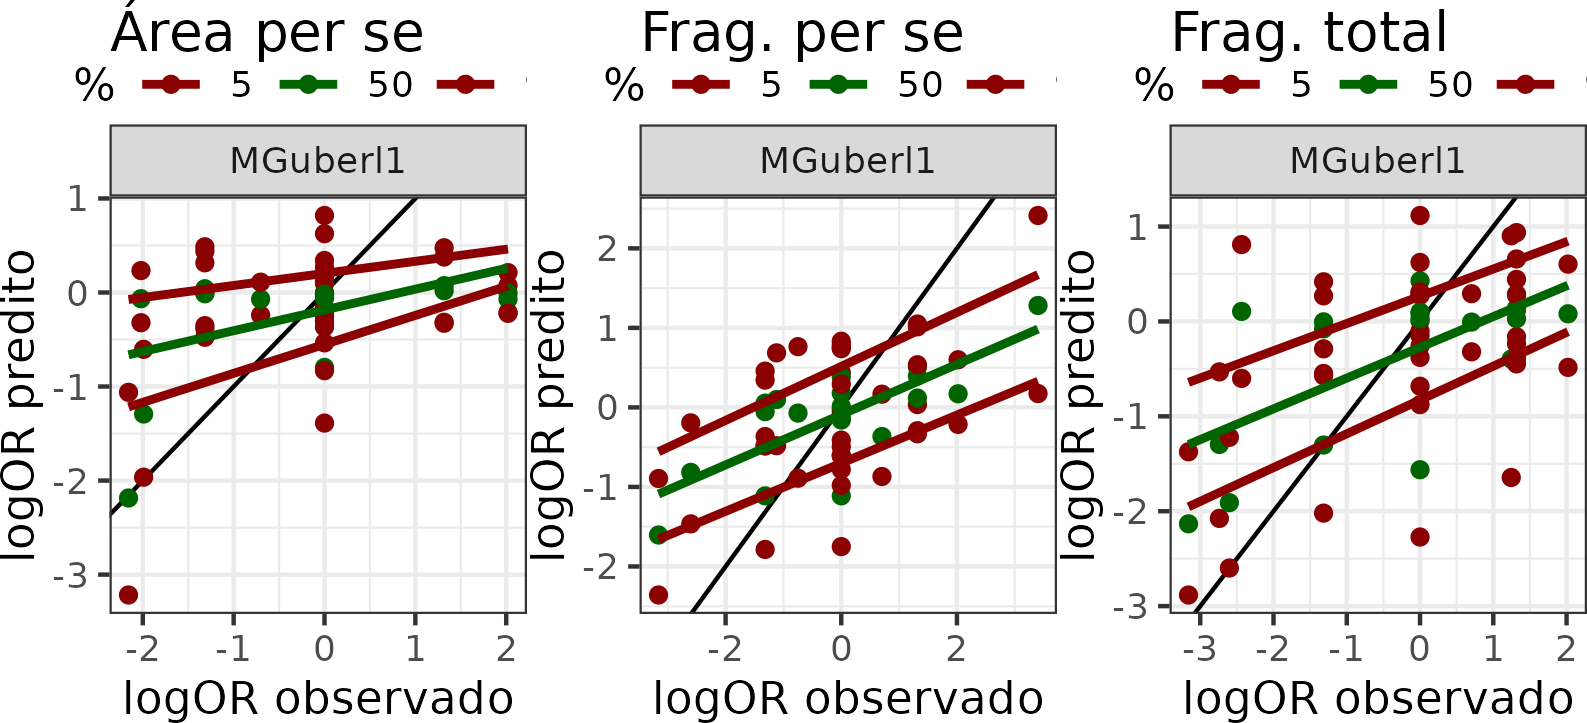 Área per se
% 5 50
MGuberl1
1
0
-1
-2
-3
logOR predito
-2 -1 0 1 2
logOR observado
Frag. per se
% 5 50
MGuberl1
2
1
0
-1
-2
logOR predito
-2 0 2
logOR observado
Frag. total
% 5 50
MGuberl1
1
0
-1
-2
-3
logOR predito
-3 -2 -1 0 1 2
logOR observado